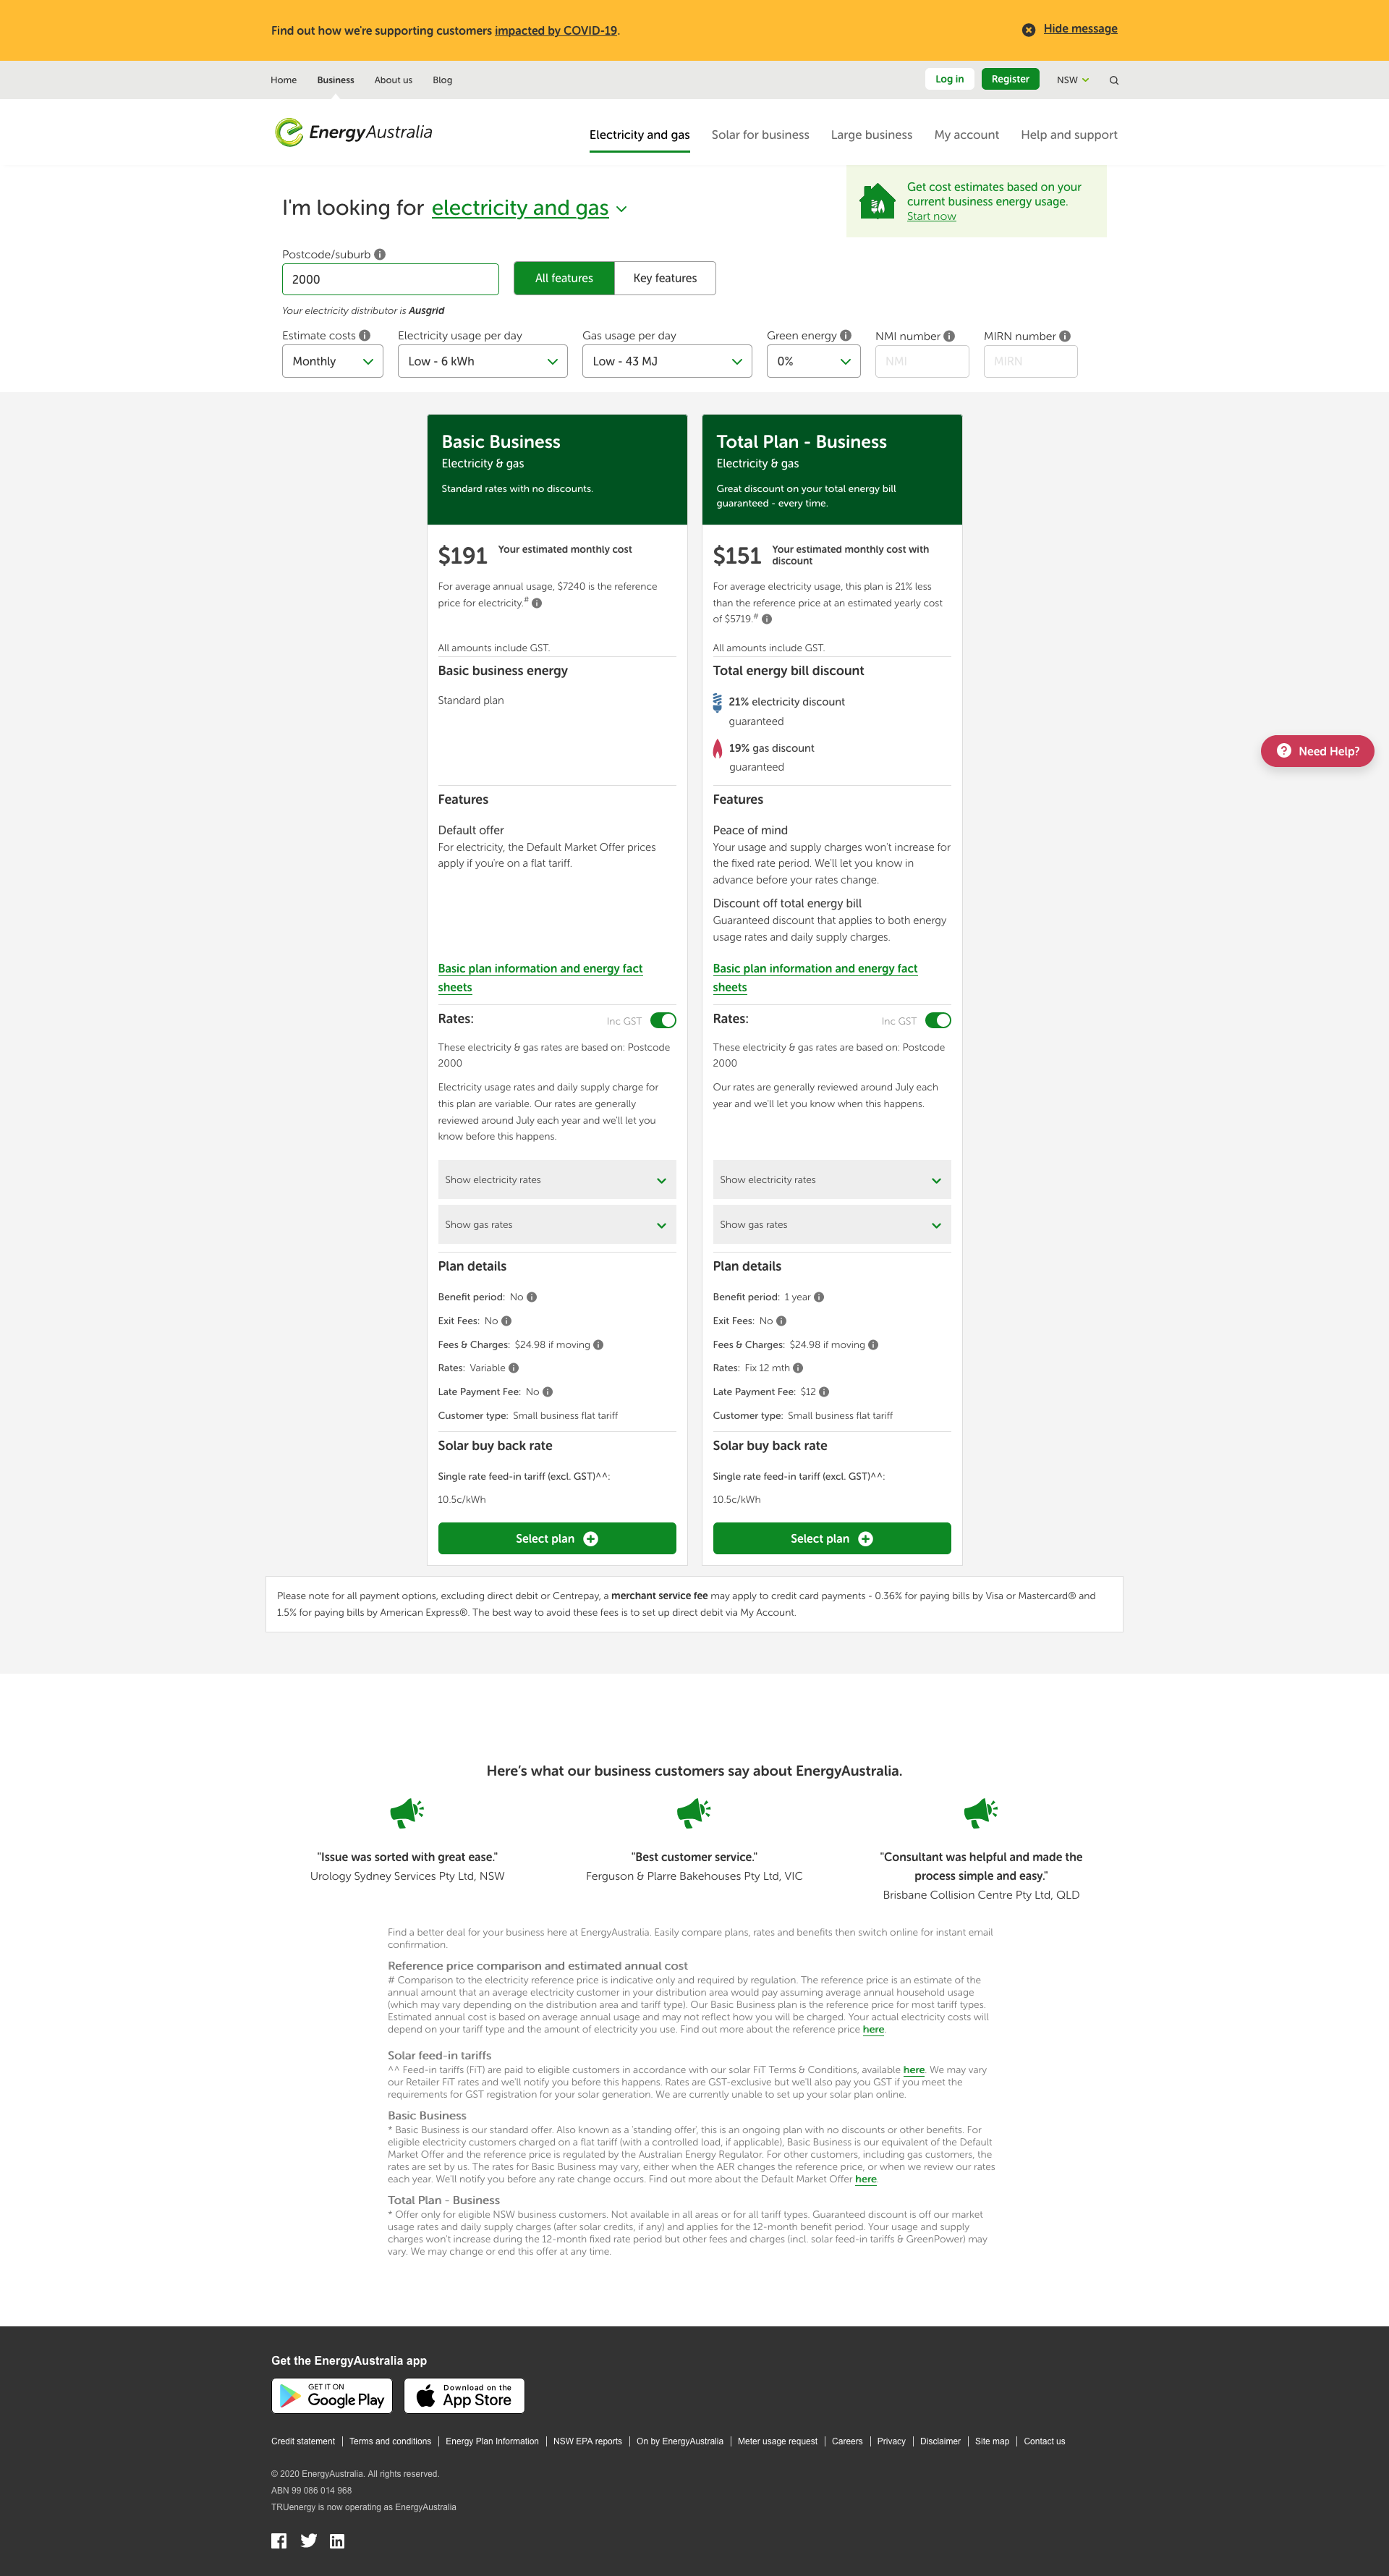 Find out how we're supporting customers impacted by COVID-19.
Hide message
Home Business About us Blog
Log in Register NSW
EnergyAustralia
Electricity and gas Solar for business Large business My account Help and support
I'm looking for electricity and gas
Get cost estimates based on your
current business energy usage.
Start now
Postcode/suburb
2000
All features Key features
Your electricity distributor is Ausgrid
Estimate costs Electricity usage per day Gas usage per day Green energy NMI number MIRN number
Monthly Low - 6 kWh Low - 43 MJ 0% NMI MIRN
Basic Business
Electricity & gas
Standard rates with no discounts.
$191 Your estimated monthly cost
For average annual usage, $7240 is the reference
price for electricity.#
All amounts include GST.
Basic business energy
Standard plan
Features
Default offer
For electricity, the Default Market Offer prices
apply if you're on a flat tariff.
Basic plan information and energy fact
sheets
Rates: Inc GST
These electricity & gas rates are based on: Postcode
2000
Electricity usage rates and daily supply charge for
this plan are variable. Our rates are generally
reviewed around July each year and we'll let you
know before this happens.
Show electricity rates
Show gas rates
Plan details
Benefit period: No
Exit Fees: No
Fees & Charges: $24.98 if moving
Rates: Variable
Late Payment Fee: No
Customer type: Small business flat tariff
Solar buy back rate
Single rate feed-in tariff (excl. GST)^^:
10.5c/kWh
Select plan
Total Plan - Business
Electricity & gas
Great discount on your total energy bill
guaranteed - every time.
$151 Your estimated monthly cost with
discount
For average electricity usage, this plan is 21% less
than the reference price at an estimated yearly cost
of $5719.#
All amounts include GST.
Total energy bill discount
21% electricity discount
guaranteed
19% gas discount
guaranteed
Features
Peace of mind
Your usage and supply charges won't increase for
the fixed rate period. We'll let you know in
advance before your rates change.
Discount off total energy bill
Guaranteed discount that applies to both energy
usage rates and daily supply charges.
Basic plan information and energy fact
sheets
Rates: Inc GST
These electricity & gas rates are based on: Postcode
2000
Our rates are generally reviewed around July each
year and we'll let you know when this happens.
Show electricity rates
Show gas rates
Plan details
Benefit period: 1 year
Exit Fees: No
Fees & Charges: $24.98 if moving
Rates: Fix 12 mth
Late Payment Fee: $12
Customer type: Small business flat tariff
Solar buy back rate
Single rate feed-in tariff (excl. GST)^^:
10.5c/kWh
Select plan
Need Help?
Please note for all payment options, excluding direct debit or Centrepay, a merchant service fee may apply to credit card payments - 0.36% for paying bills by Visa or Mastercard® and
1.5% for paying bills by American Express®. The best way to avoid these fees is to set up direct debit via My Account.
Here's what our business customers say about EnergyAustralia.
"Issue was sorted with great ease."
Urology Sydney Services Pty Ltd, NSW
"Best customer service."
Ferguson & Plarre Bakehouses Pty Ltd, VIC
"Consultant was helpful and made the
process simple and easy."
Brisbane Collision Centre Pty Ltd, QLD
Find a better deal for your business here at EnergyAustralia. Easily compare plans, rates and benefits then switch online for instant email
confirmation.
Reference price comparison and estimated annual cost
# Comparison to the electricity reference price is indicative only and required by regulation. The reference price is an estimate of the
annual amount that an average electricity customer in your distribution area would pay assuming average annual household usage
(which may vary depending on the distribution area and tariff type). Our Basic Business plan is the reference price for most tariff types.
Estimated annual cost is based on average annual usage and may not reflect how you will be charged. Your actual electricity costs will
depend on your tariff type and the amount of electricity you use. Find out more about the reference price here.
Solar feed-in tariffs
^^ Feed-in tariffs (FiT) are paid to eligible customers in accordance with our solar FiT Terms & Conditions, available here. We may vary
our Retailer FiT rates and we'll notify you before this happens. Rates are GST-exclusive but we'll also pay you GST if you meet the
requirements for GST registration for your solar generation. We are currently unable to set up your solar plan online.
Basic Business
* Basic Business is our standard offer. Also known as a 'standing offer', this is an ongoing plan with no discounts or other benefits. For
eligible electricity customers charged on a flat tariff (with a controlled load, if applicable), Basic Business is our equivalent of the Default
Market Offer and the reference price is regulated by the Australian Energy Regulator. For other customers, including gas customers, the
rates are set by us. The rates for Basic Business may vary, either when the AER changes the reference price, or when we review our rates
each year. We'll notify you before any rate change occurs. Find out more about the Default Market Offer here.
Total Plan - Business
* Offer only for eligible NSW business customers. Not available in all areas or for all tariff types. Guaranteed discount is off our market
usage rates and daily supply charges (after solar credits, if any) and applies for the 12-month benefit period. Your usage and supply
charges won't increase during the 12-month fixed rate period but other fees and charges (incl. solar feed-in tariffs & GreenPower) may
vary. We may change or end this offer at any time.
Get the EnergyAustralia app
GET IT ON
Google Play
Download on the
App Store
Credit statement Terms and conditions Energy Plan Information NSW EPA reports On by EnergyAustralia Meter usage request Careers Privacy Disclaimer Site map Contact us
© 2020 EnergyAustralia. All rights reserved.
ABN 99 086 014 968
TRUenergy is now operating as EnergyAustralia